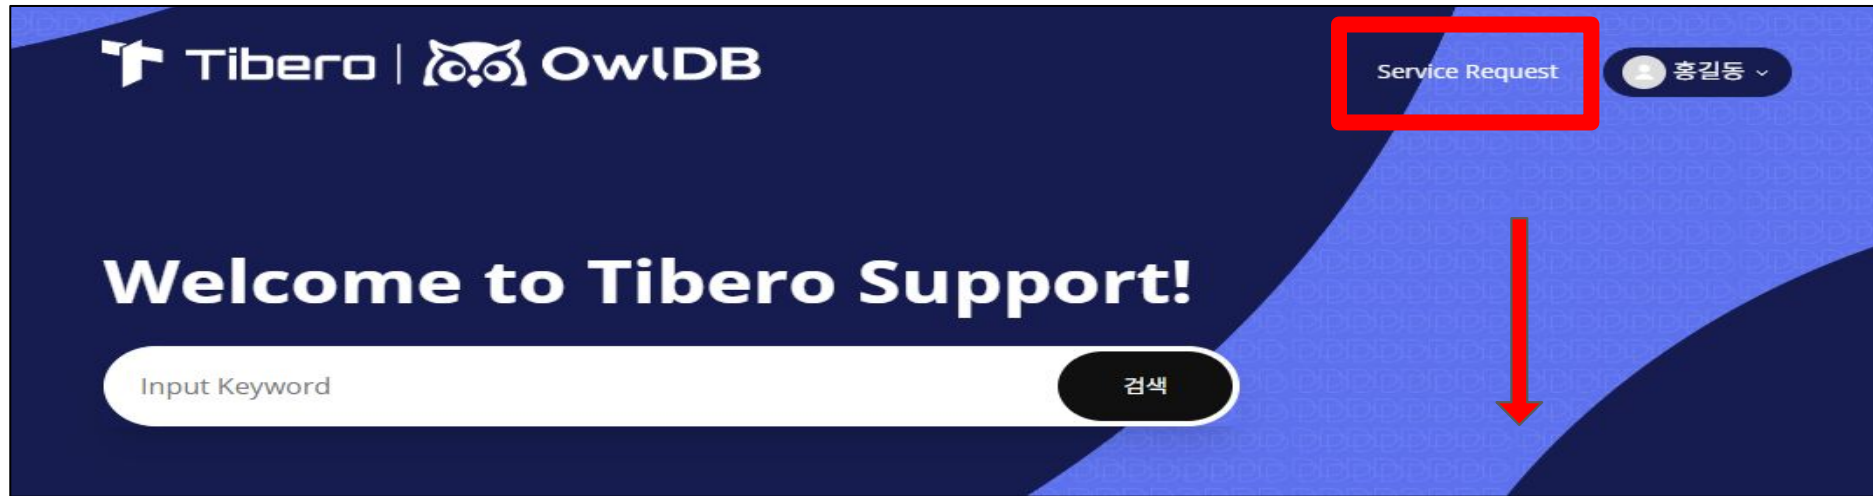 Tibero | OwlDB
Service Request
홍길동
Welcome to Tibero Support!
Input Keyword
검색